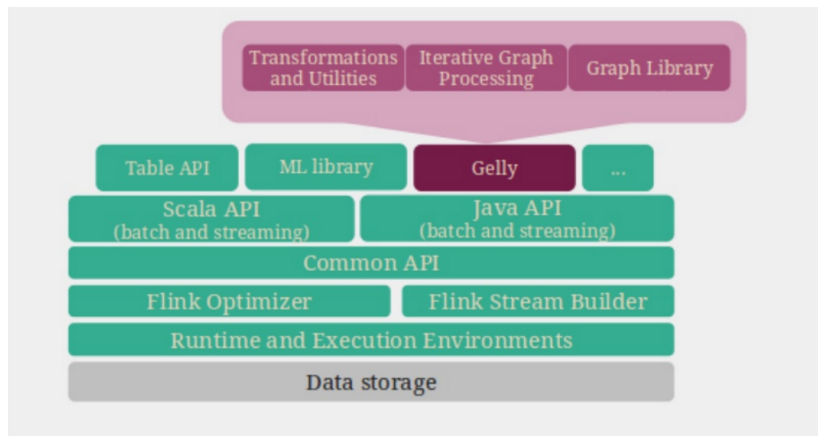 Transformations
and Utilities
Iterative Graph
Processing
Graph Library
Table API
ML library
Gelly
...
Scala API
(batch and streaming)
Java API
(batch and streaming)
Common API
Flink Optimizer
Flink Stream Builder
Runtime and Execution Environments
Data storage